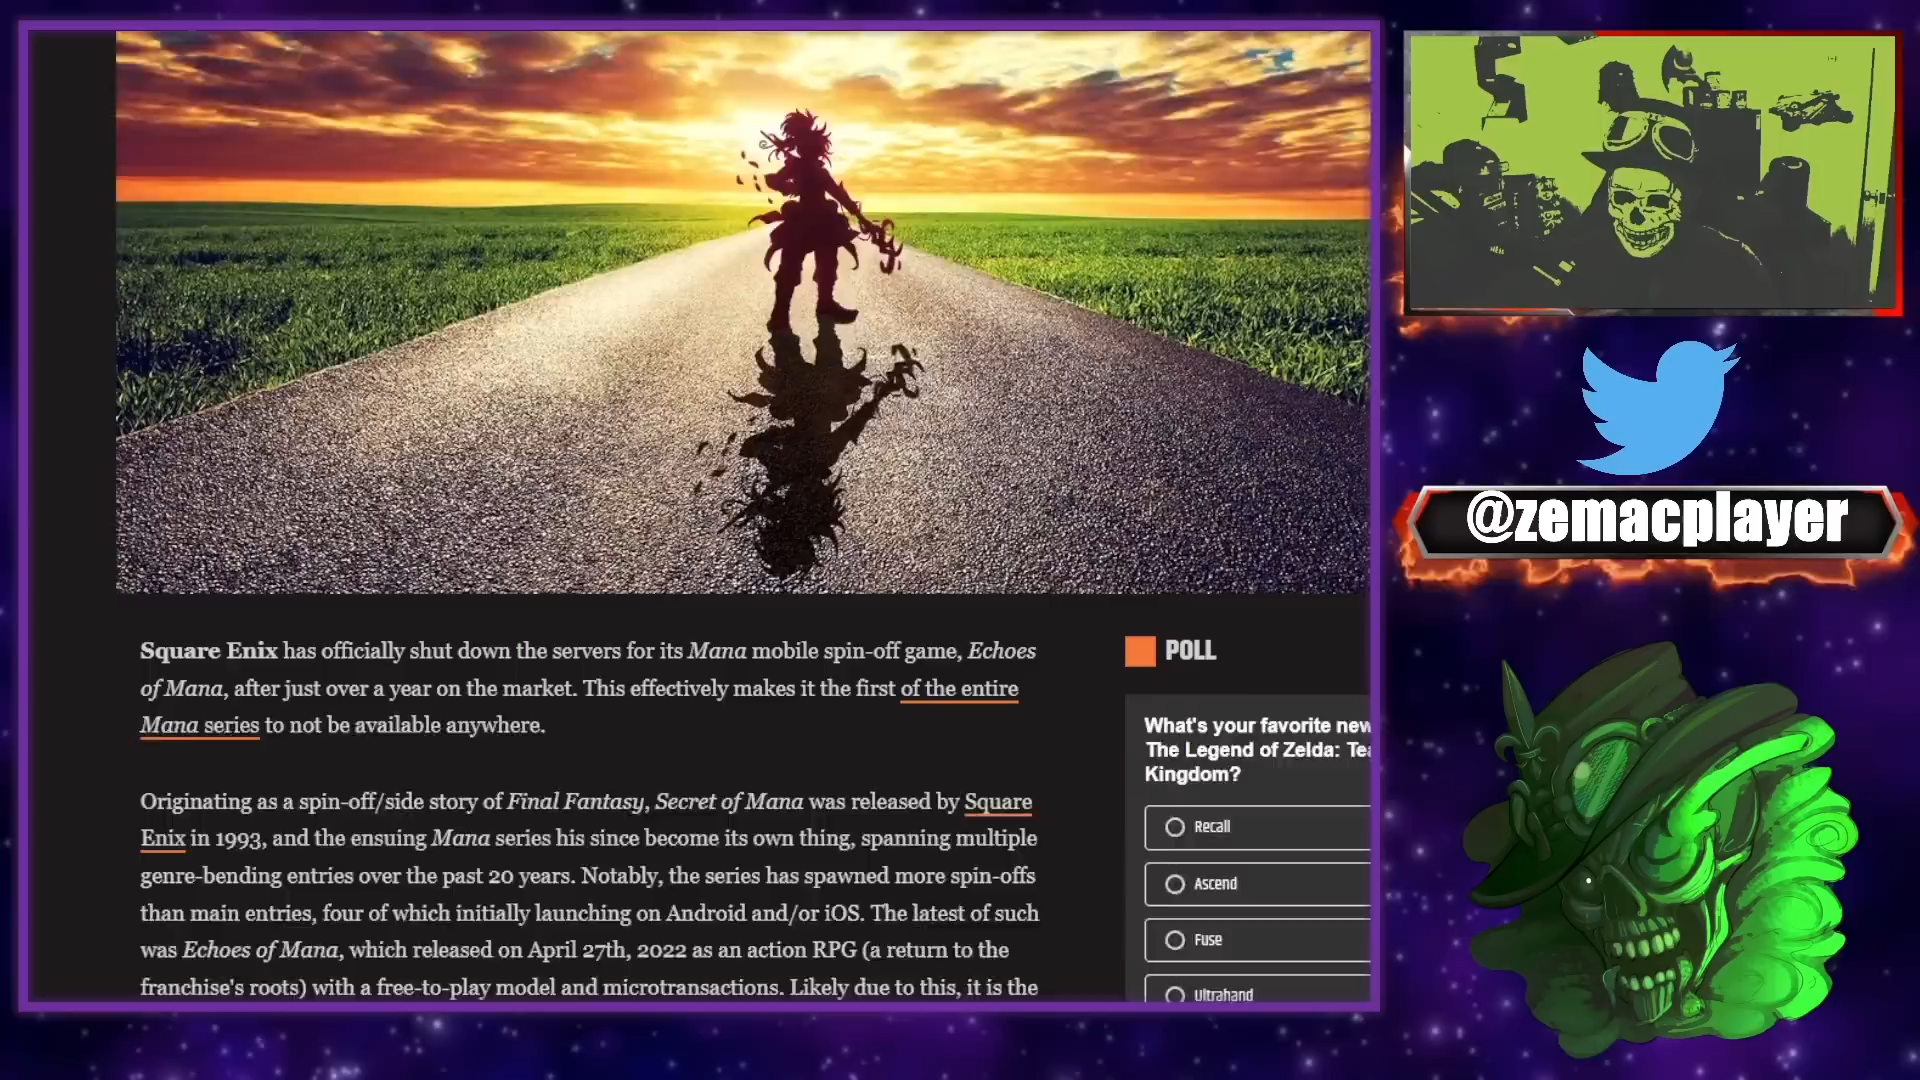 @zemacplayer
Square Enix has officially shut down the servers for its Mana mobile spin-off game, Echoes
of Mana, after just over a year on the market. This effectively makes it the first of the entire
Mana series to not be available anywhere.
Originating as a spin-off/side story of Final Fantasy, Secret of Mana was released by Square
Enix in 1993, and the ensuing Mana series his since become its own thing, spanning multiple
genre-bending entries over the past 20 years. Notably, the series has spawned more spin-offs
than main entries, four of which initially launching on Android and/or iOS. The latest of such
was Echoes of Mana, which released on April 27th, 2022 as an action RPG (a return to the
franchise's roots) with a free-to-play model and microtransactions. Likely due to this, it is the
POLL
What's your favorite new
The Legend of Zelda: Tea
Kingdom?
Recall
Ascend
Fuse
Ultrahand